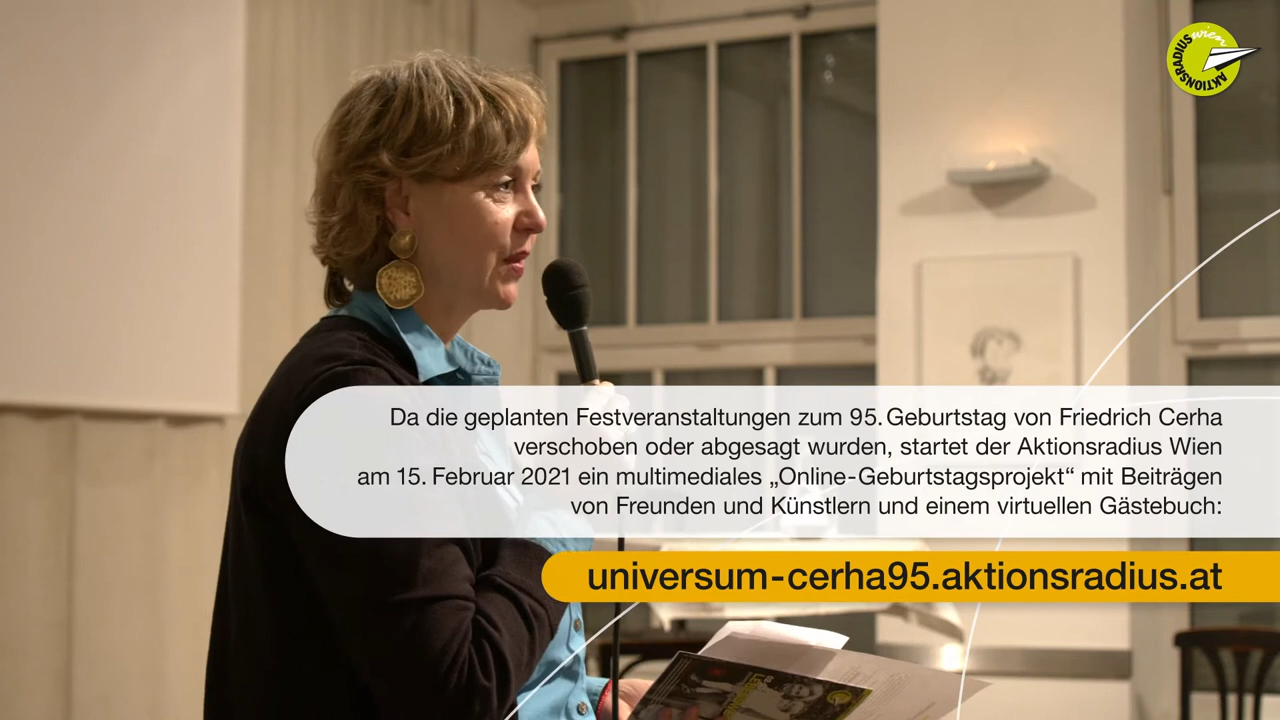 AKTIONSRADIUS wien
Da die geplanten Festveranstaltungen zum 95. Geburtstag von Friedrich Cerha
verschoben oder abgesagt wurden, startet der Aktionsradius Wien
am 15. Februar 2021 ein multimediales „Online-Geburtstagsprojekt“ mit Beiträgen
von Freunden und Künstlern und einem virtuellen Gästebuch:
universum-cerha95.aktionsradius.at